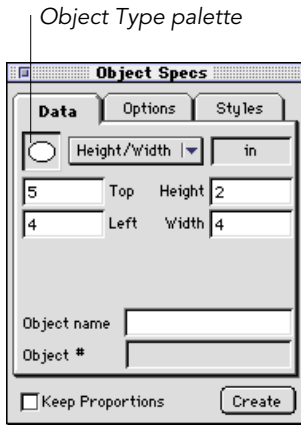 Object Type palette
Object Specs
Data Options Styles
Height/Width in
5 Top Height 2
4 Left Width 4
Object name
Object #
Keep Proportions Create